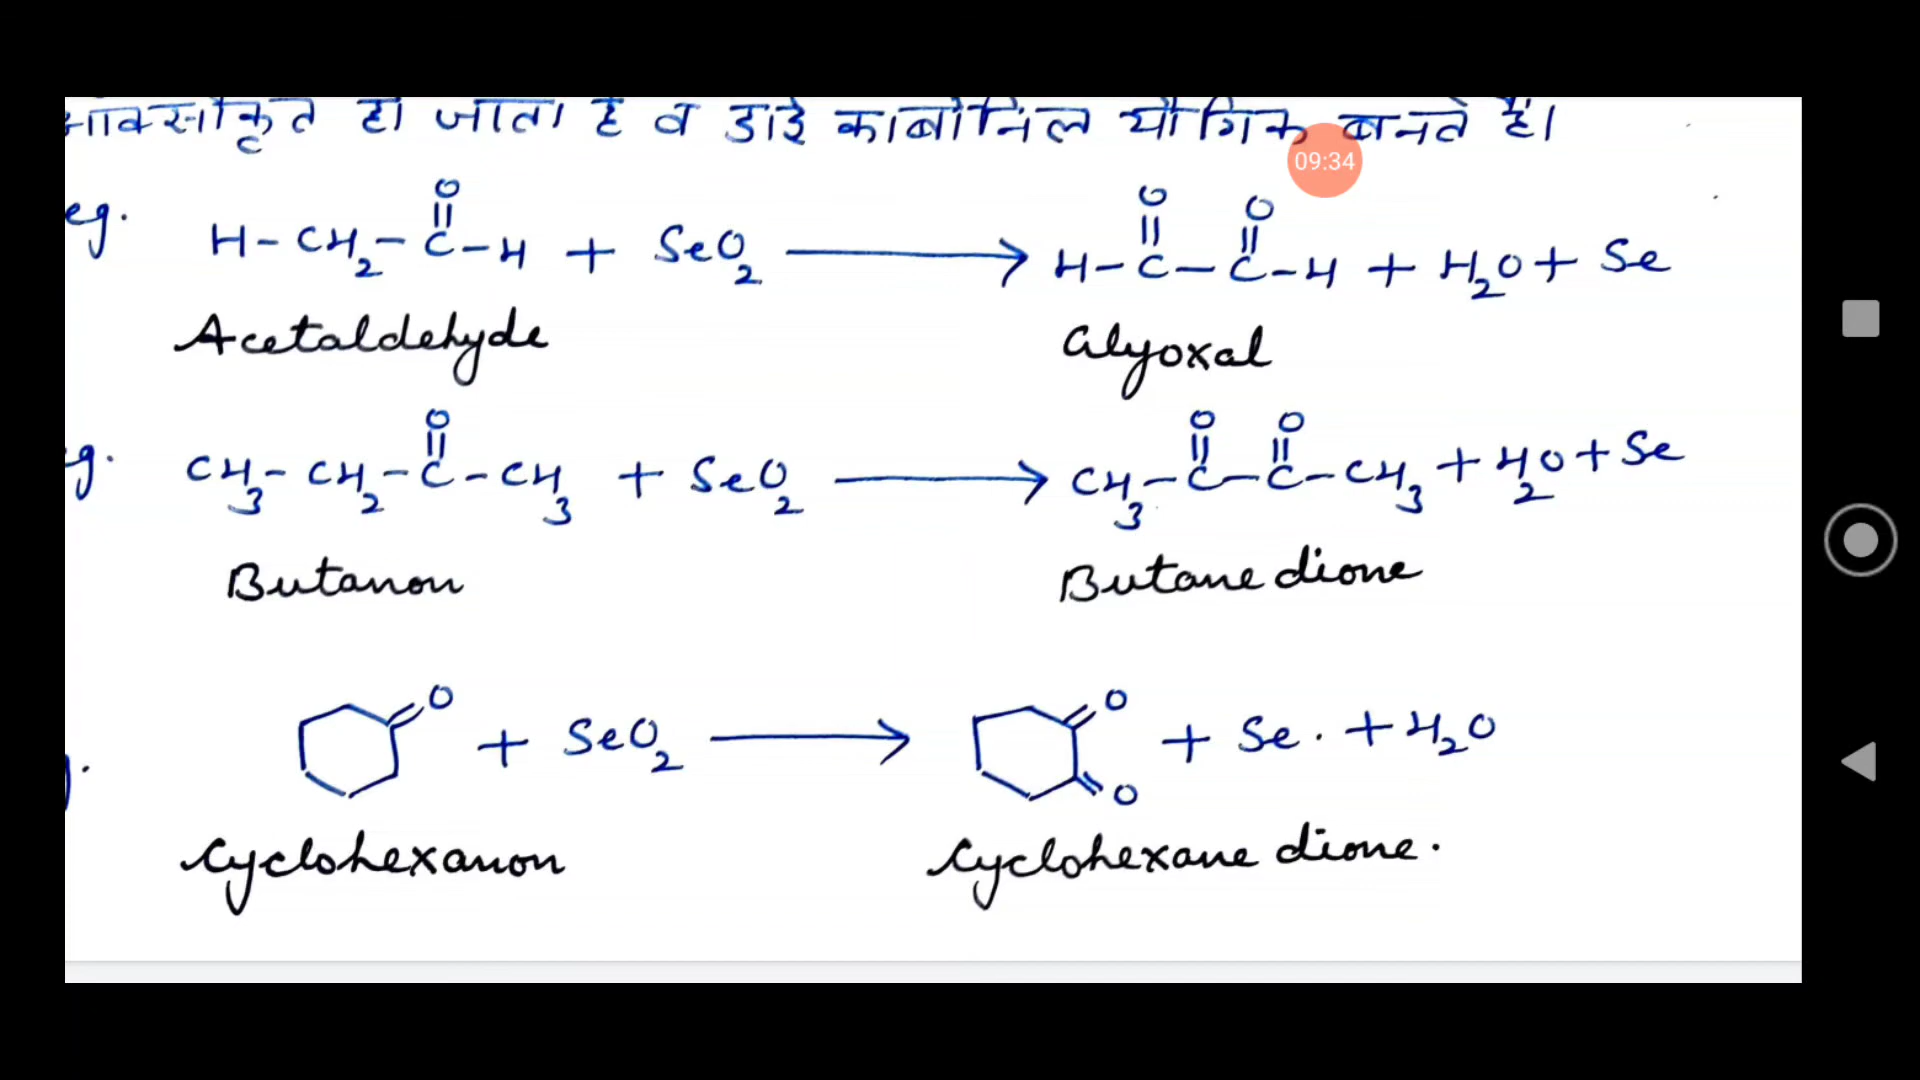 ऑक्सीकृत हो जाता है व डाई कार्बोनिल यौगिक बनते हैं।
09:34
eg. H-CH₂-C(=O)-H + SeO₂ ⟶ H-C(=O)-C(=O)-H + H₂O + Se
Acetaldehyde Glyoxal
g. CH₃-CH₂-C(=O)-CH₃ + SeO₂ ⟶ CH₃-C(=O)-C(=O)-CH₃ + H₂O + Se
Butanon Butane dione
O + SeO₂ ⟶ O O + Se. + H₂O
Cyclohexanon Cyclohexane dione.